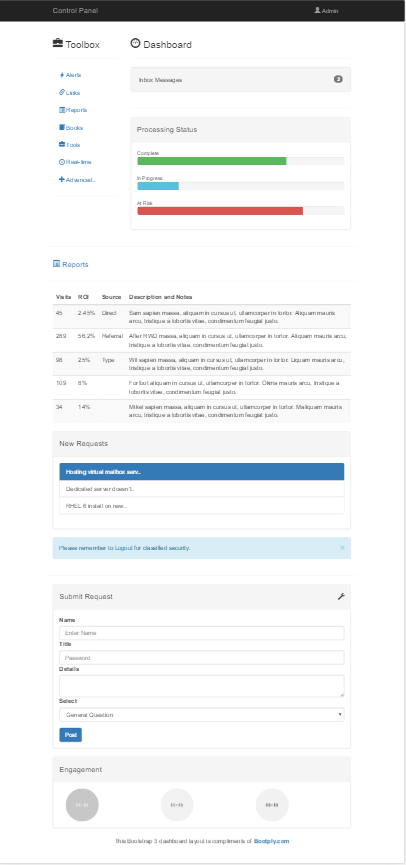 Control Panel
Admin
Toolbox
Dashboard
Alerts
Links
Reports
Books
Tools
Real-time
Advanced..
Inbox Messages
Processing Status
Complete
In Progress
At Risk
Reports
Visits ROI Source Description and Notes
45 2.45% Direct Sam sapien massa, aliquam in cursus ut, ullamcorper in tortor. Aliquam mauris
arcu, tristique a lobortis vitae, condimentum feugiat justo.
289 56.2% Referral After RWD massa, aliquam in cursus ut, ullamcorper in tortor. Aliquam mauris arcu,
tristique a lobortis vitae, condimentum feugiat justo.
98 25% Type Wil sapien massa, aliquam in cursus ut, ullamcorper in tortor. Liquam mauris arcu,
tristique a lobortis vitae, condimentum feugiat justo.
109 8% Forfoot aliquam in cursus ut, ullamcorper in tortor. Okma mauris arcu, tristique a
lobortis vitae, condimentum feugiat justo.
34 14% Mikel sapien massa, aliquam in cursus ut, ullamcorper in tortor. Maliquam mauris
arcu, tristique a lobortis vitae, condimentum feugiat justo.
New Requests
Hosting virtual mailbox serv..
Dedicated server doesn't..
RHEL 6 install on new..
Please remember to Logout for classified security.
×
Submit Request
Name
Enter Name
Title
Password
Details
Select
General Question
Post
Engagement
This Bootstrap 3 dashboard layout is compliments of Bootply.com